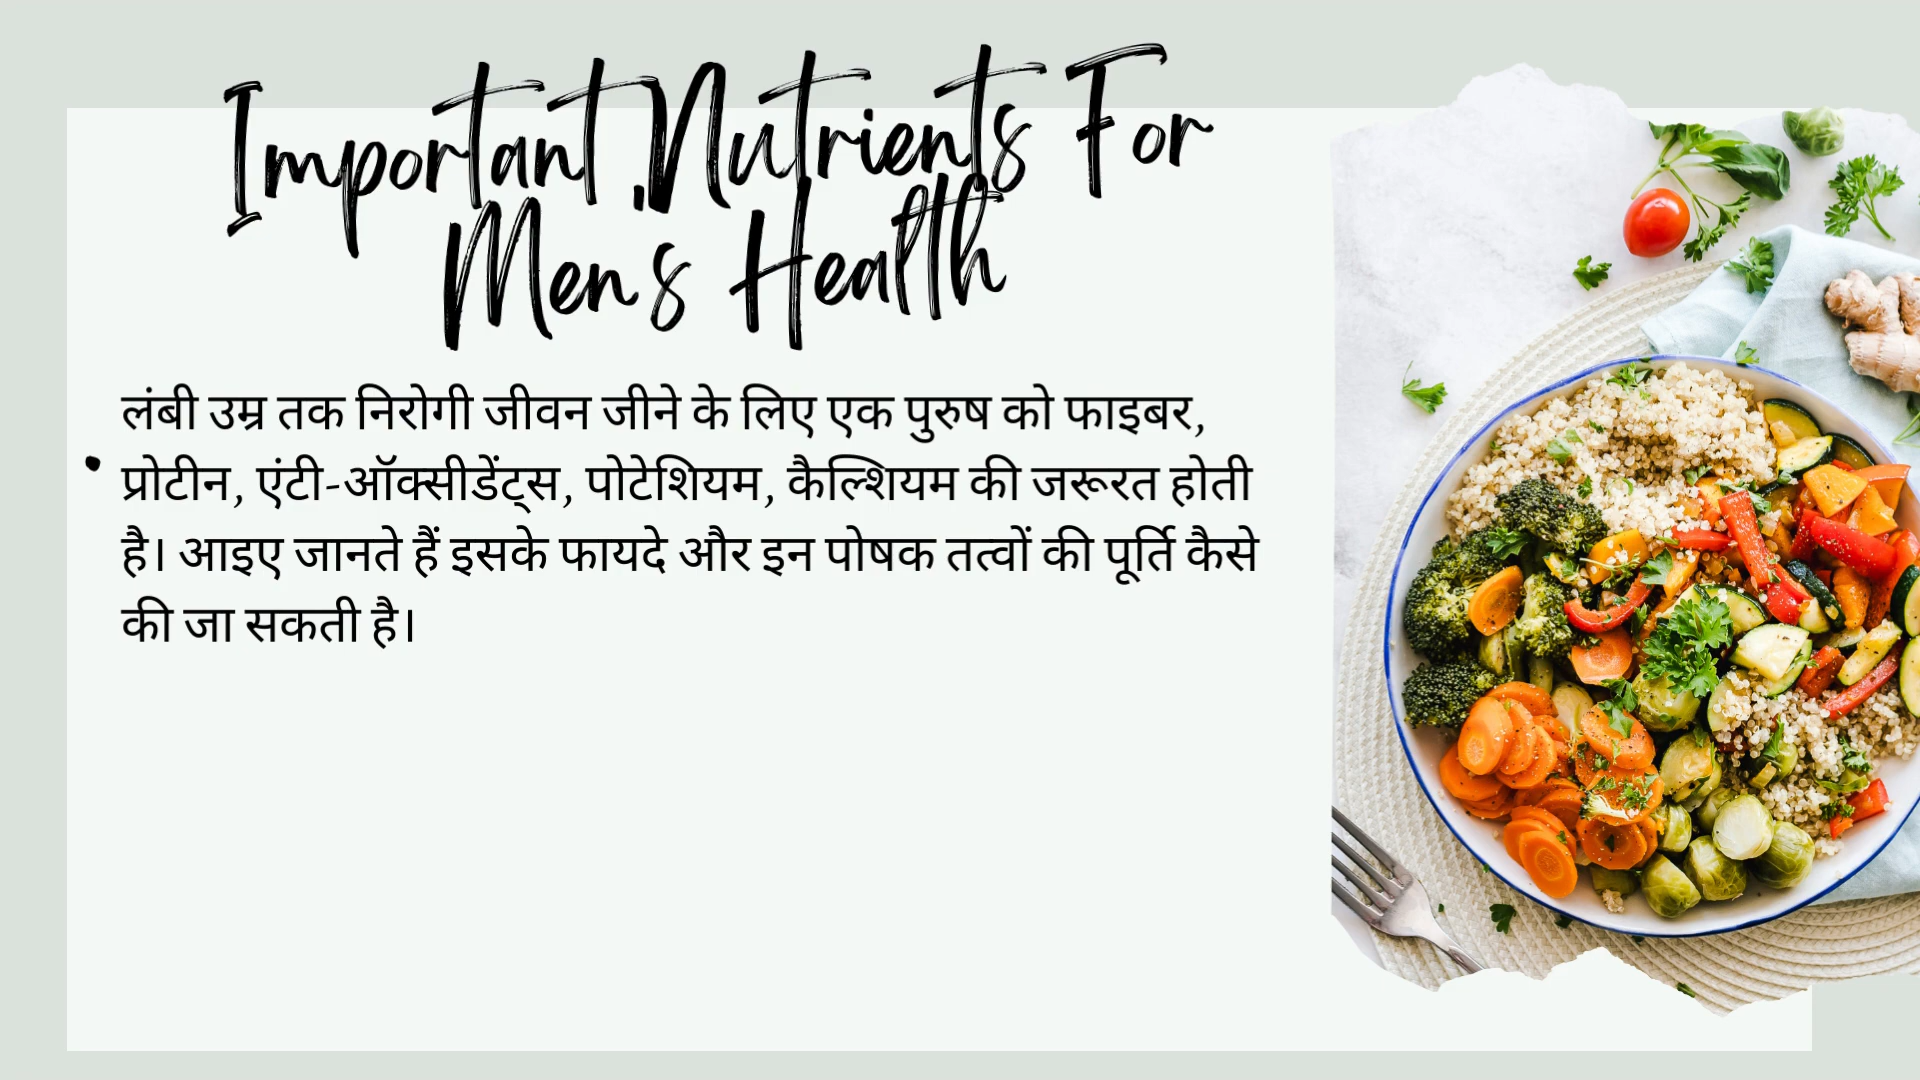 Important Nutrients For
Men's Health
लंबी उम्र तक निरोगी जीवन जीने के लिए एक पुरुष को फाइबर,
• प्रोटीन, एंटी-ऑक्सीडेंट्स, पोटेशियम, कैल्शियम की जरूरत होती
है। आइए जानते हैं इसके फायदे और इन पोषक तत्वों की पूर्ति कैसे
की जा सकती है।